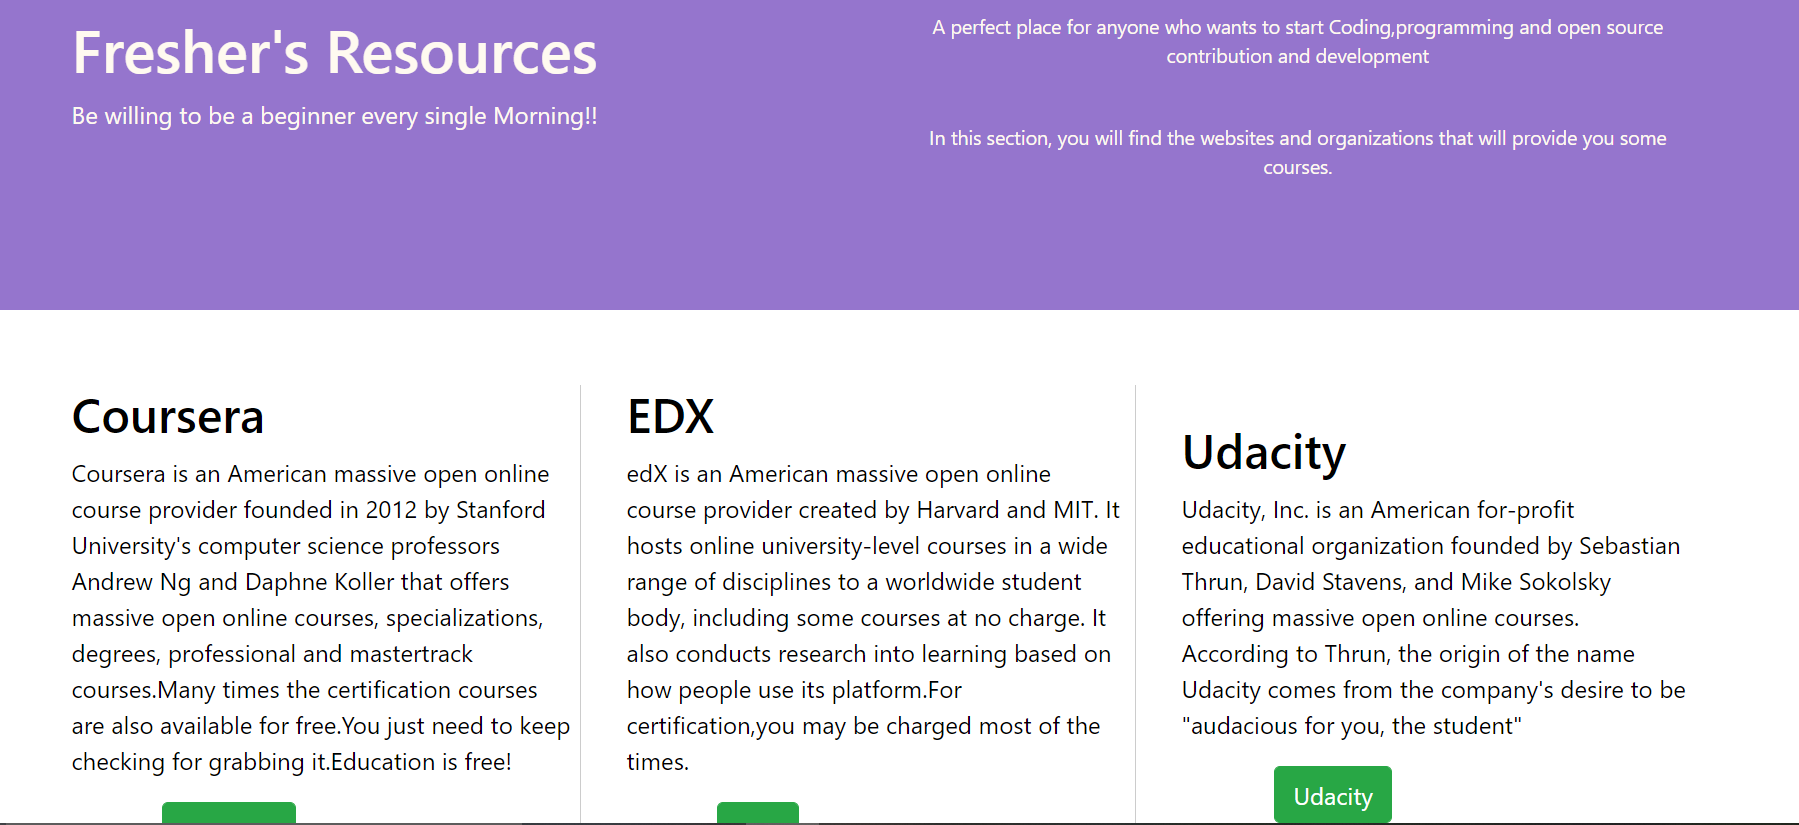 Fresher's Resources
Be willing to be a beginner every single Morning!!
A perfect place for anyone who wants to start Coding,programming and open source
contribution and development
In this section, you will find the websites and organizations that will provide you some
courses.
Coursera
Coursera is an American massive open online
course provider founded in 2012 by Stanford
University's computer science professors
Andrew Ng and Daphne Koller that offers
massive open online courses, specializations,
degrees, professional and mastertrack
courses.Many times the certification courses
are also available for free.You just need to keep
checking for grabbing it.Education is free!
EDX
edX is an American massive open online
course provider created by Harvard and MIT. It
hosts online university-level courses in a wide
range of disciplines to a worldwide student
body, including some courses at no charge. It
also conducts research into learning based on
how people use its platform.For
certification,you may be charged most of the
times.
Udacity
Udacity, Inc. is an American for-profit
educational organization founded by Sebastian
Thrun, David Stavens, and Mike Sokolsky
offering massive open online courses.
According to Thrun, the origin of the name
Udacity comes from the company's desire to be
"audacious for you, the student"
Udacity